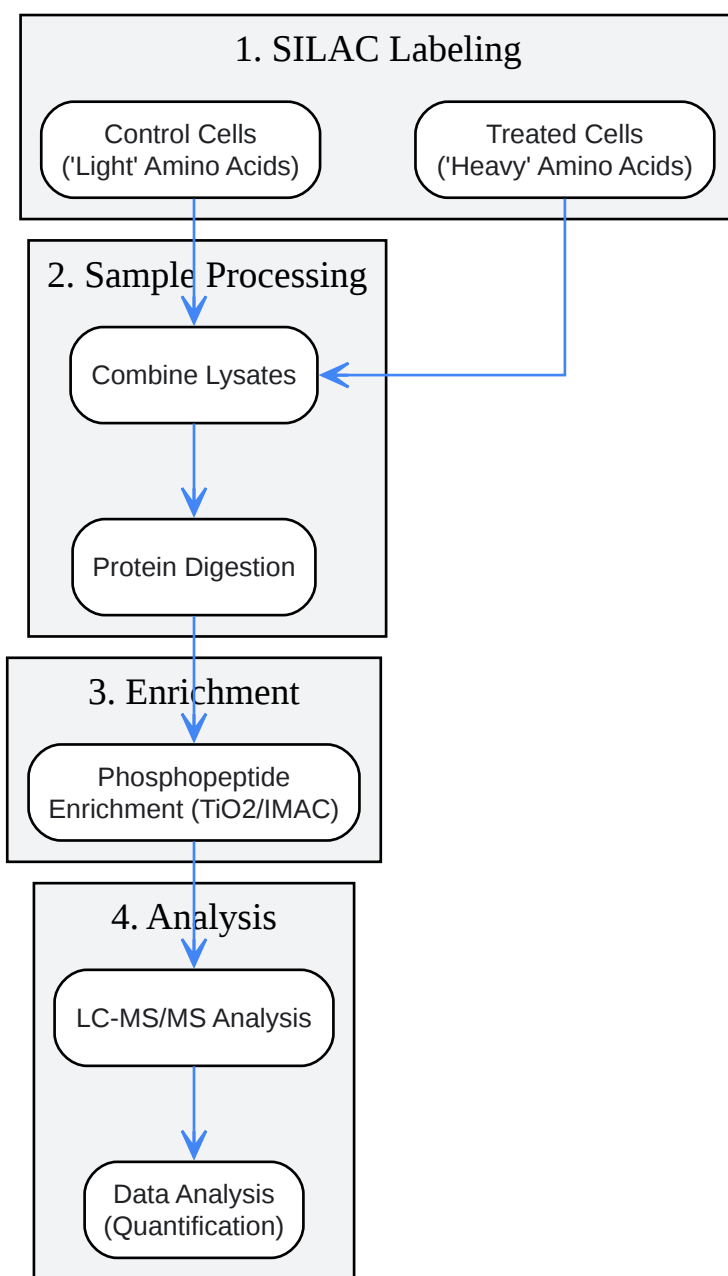 1. SILAC Labeling
Control Cells
('Light' Amino Acids)
Treated Cells
('Heavy' Amino Acids)
2. Sample Processing
Combine Lysates
Protein Digestion
3. Enrichment
Phosphopeptide
Enrichment (TiO2/IMAC)
4. Analysis
LC-MS/MS Analysis
Data Analysis
(Quantification)